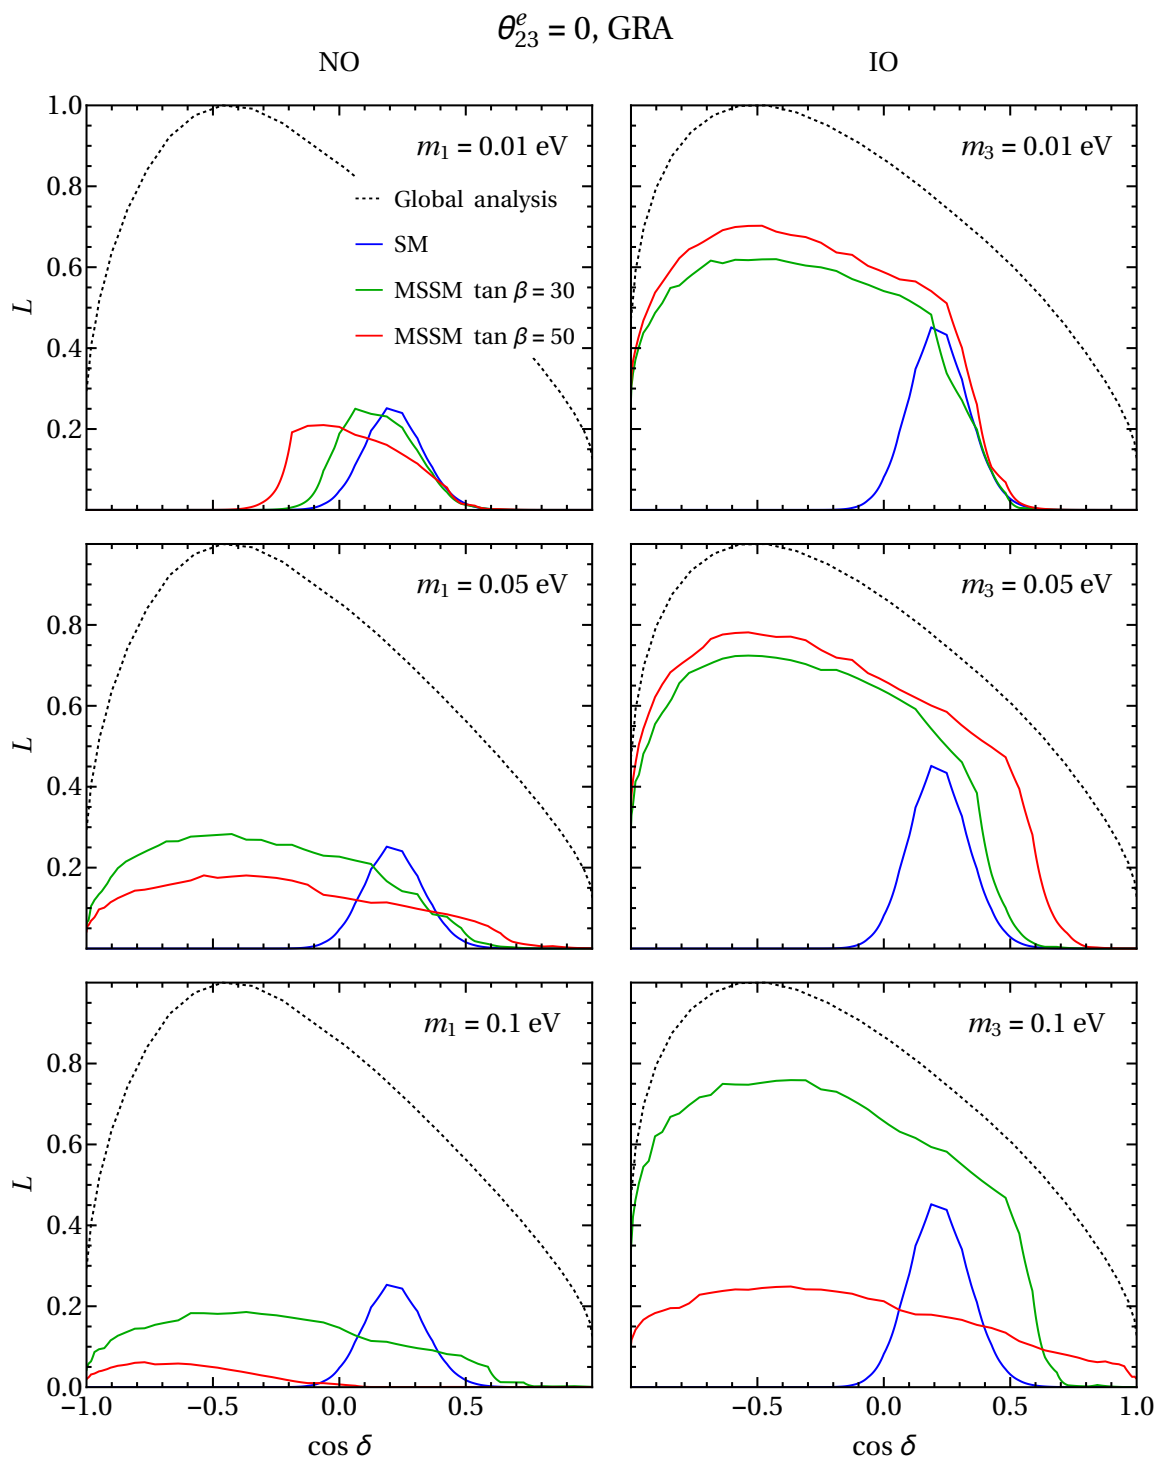 θᵉ₂₃ = 0, GRA
NO IO
1.0
0.8
0.6
0.4
0.2
L
m₁ = 0.01 eV
Global analysis
SM
MSSM tan β = 30
MSSM tan β = 50
m₃ = 0.01 eV
0.8
0.6
0.4
0.2
L
m₁ = 0.05 eV
m₃ = 0.05 eV
0.8
0.6
0.4
0.2
0.0
L
m₁ = 0.1 eV
m₃ = 0.1 eV
−1.0 −0.5 0.0 0.5
−0.5 0.0 0.5 1.0
cos δ cos δ